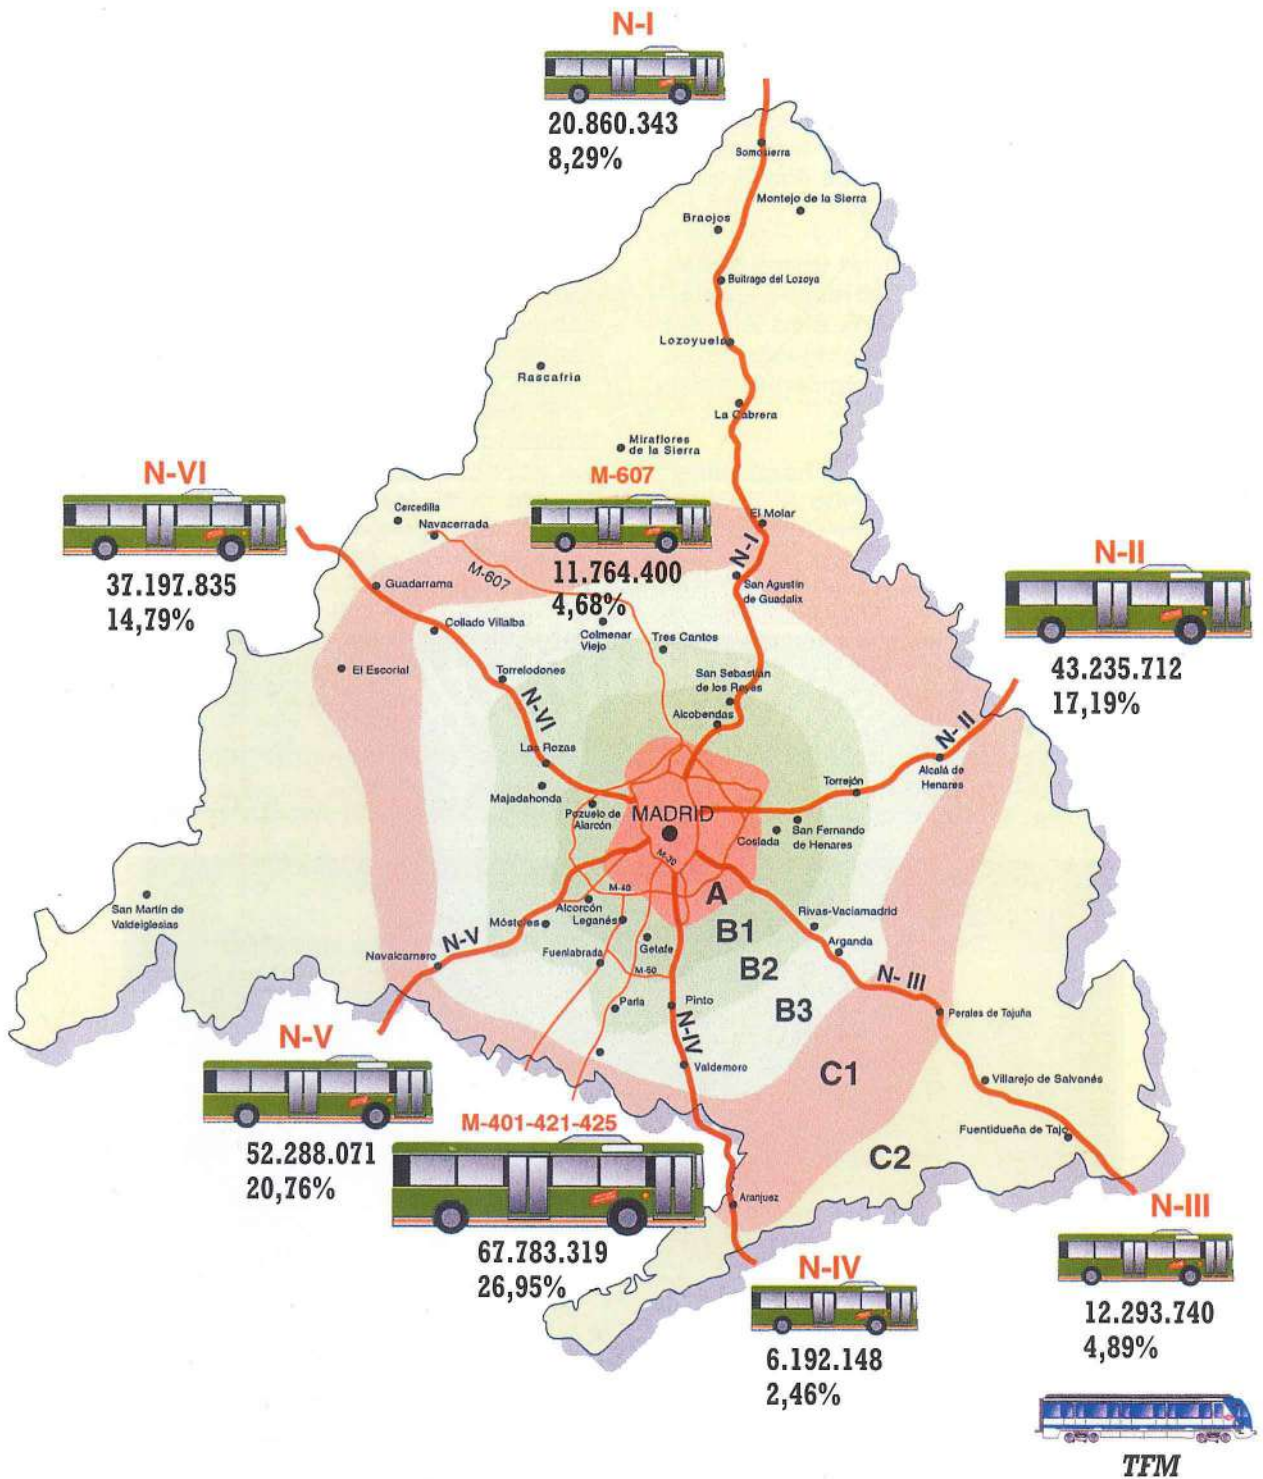 N-I
20.860.343
8,29%
Somosierra
Montejo de la Sierra
Braojos
Buitrago del Lozoya
Lozoyuela
Rascafria
La Cabrera
Miraflores
de la Sierra
N-VI
37.197.835
14,79%
M-607
11.764.400
4,68%
Cercedilla
Navacerrada
M-607
El Molar
N-I
San Agustín
de Guadalix
N-II
43.235.712
17,19%
Guadarrama
Collado Villalba
Colmenar
Viejo
Tres Cantos
El Escorial
Torrelodones
San Sebastián
de los Reyes
Alcobendas
N-VI
Las Rozas
N-II
Alcalá de
Henares
Torrejón
Majadahonda
Pozuelo de
Alarcón
MADRID
Coslada
San Fernando
de Henares
M-30
M-40
A
San Martín de
Valdeiglesias
Alcorcón
Leganés
Móstoles
Rivas-Vaciamadrid
B1
Arganda
N-V
Navalcarnero
Fuenlabrada
Getafe
M-50
B2
N- III
Parla
Pinto
B3
N-IV
Perales de Tajuña
Valdemoro
C1
Villarejo de Salvanés
N-V
52.288.071
20,76%
M-401-421-425
67.783.319
26,95%
Fuentidueña de Tajo
C2
Aranjuez
N-III
12.293.740
4,89%
N-IV
6.192.148
2,46%
TFM